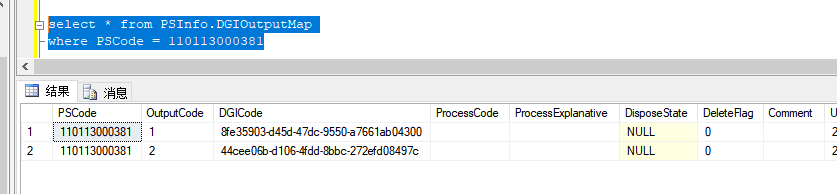 select * from PSInfo.DGIOutputMap
where PSCode = 110113000381
结果 消息
PSCode OutputCode DGICode ProcessCode ProcessExplanative DisposeState DeleteFlag Comment U
1 110113000381 1 8fe35903-d45d-47dc-9550-a7661ab04300 NULL 0 2
2 110113000381 2 44cee06b-d106-4fdd-8bbc-272efd08497c NULL 0 2